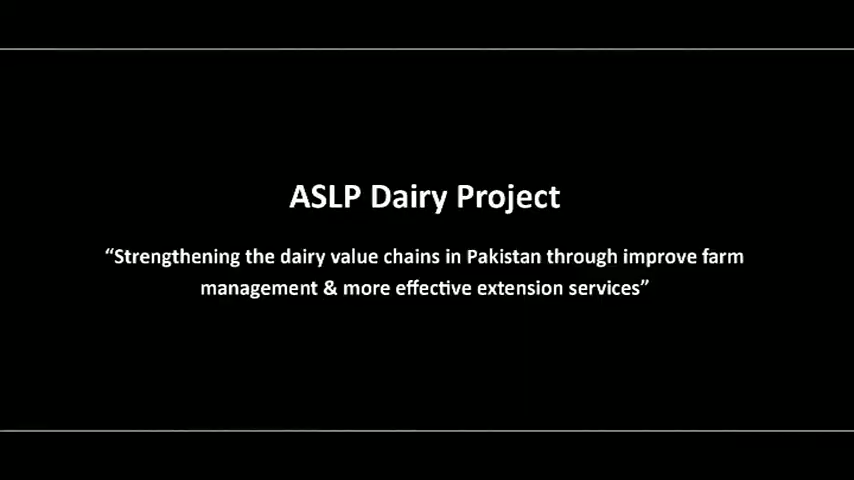 ASLP Dairy Project
“Strengthening the dairy value chains in Pakistan through improve farm
management & more effective extension services”